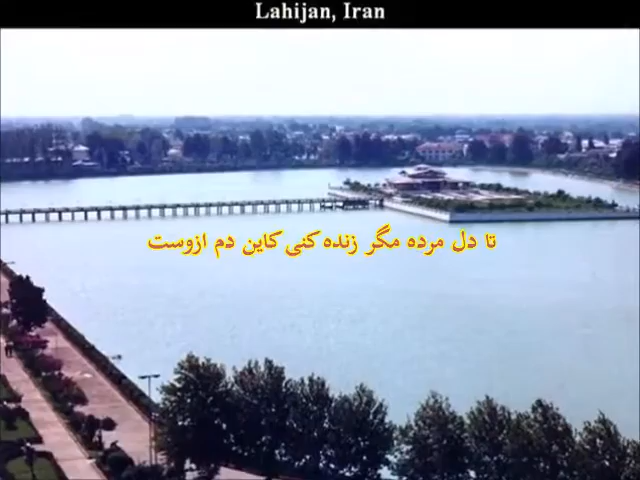 Lahijan, Iran
تا دل مرده مگر زنده کنی کاین دم ازوست